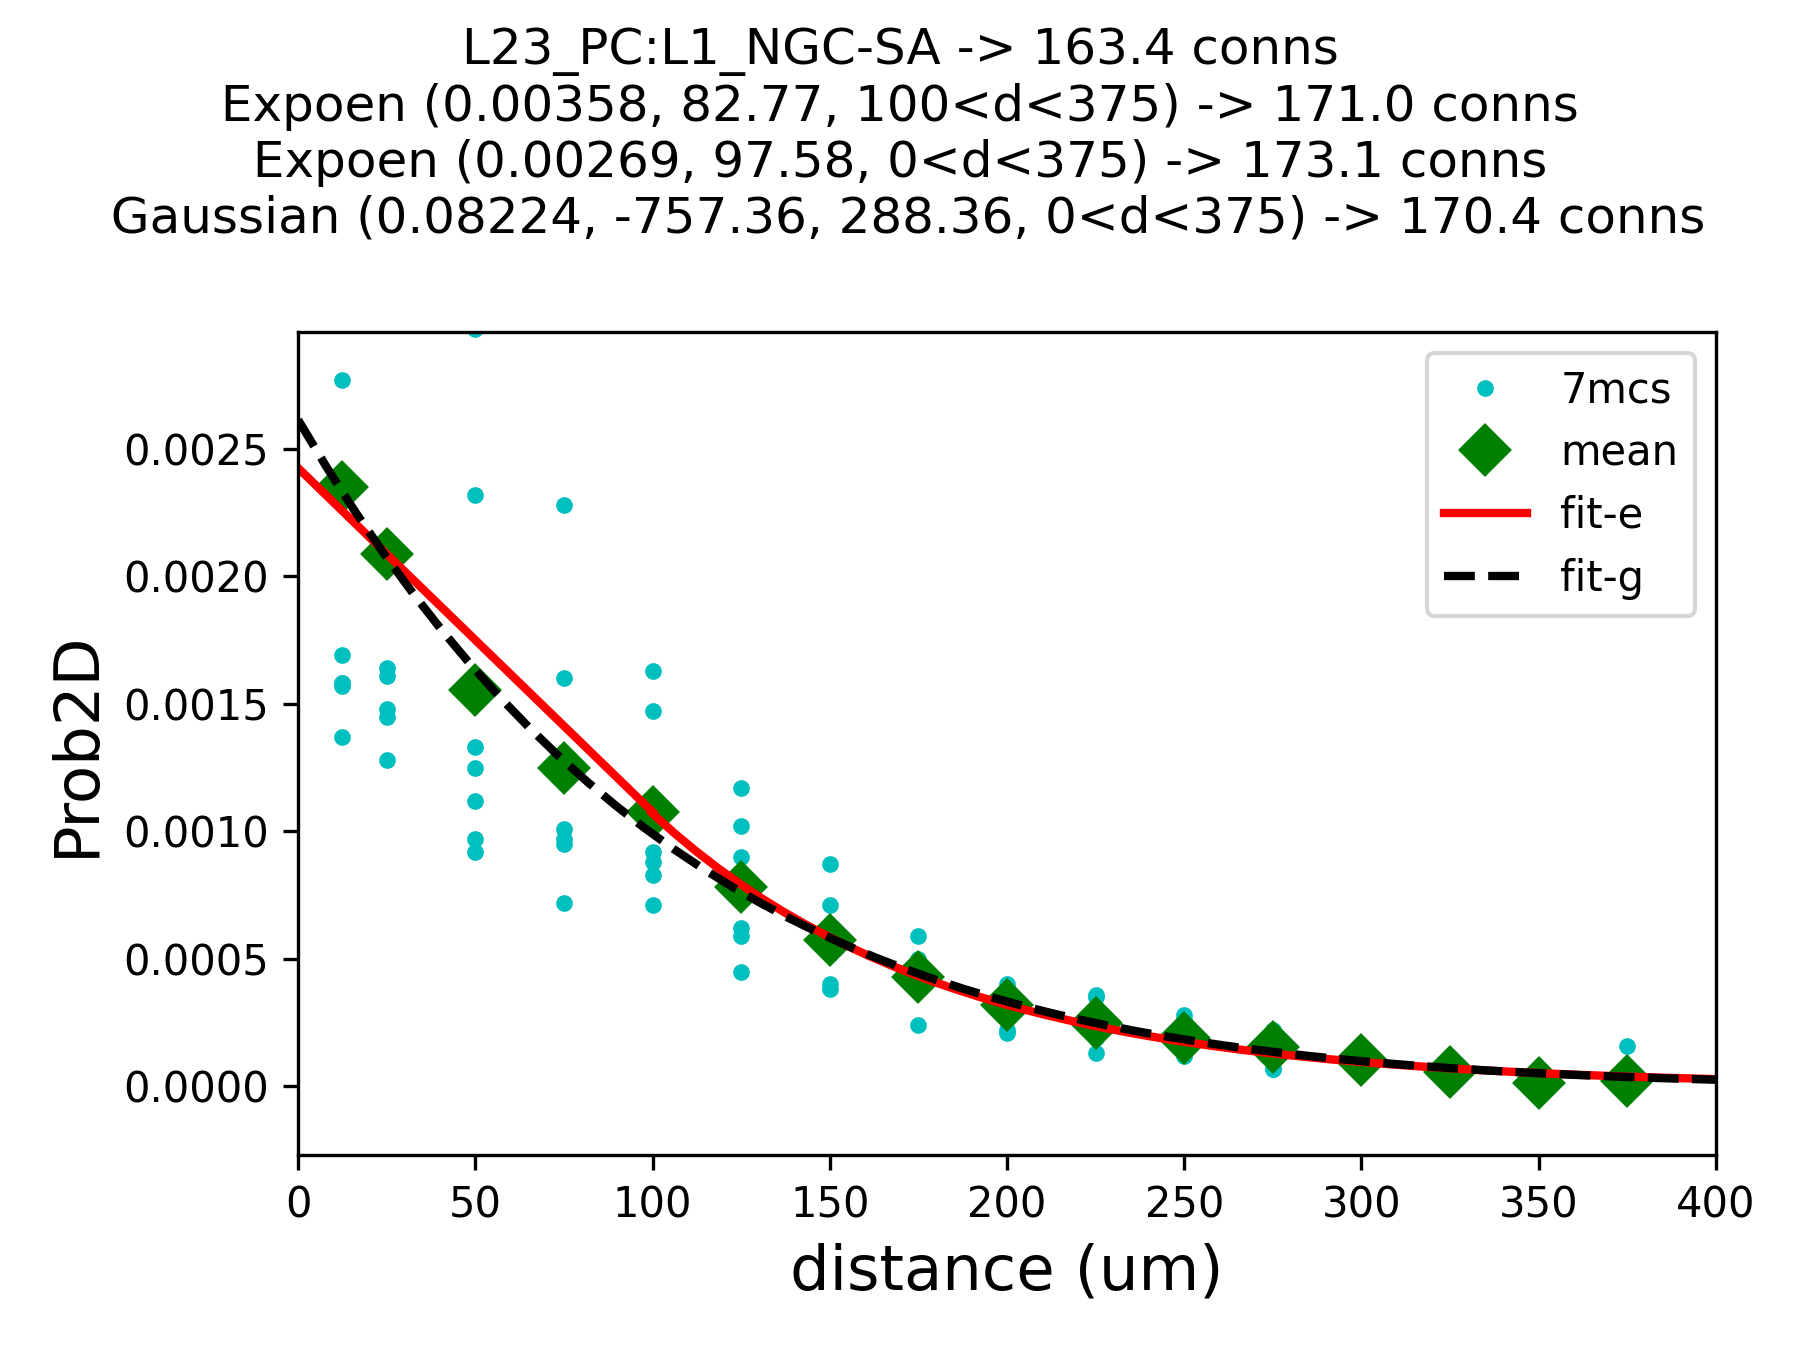 L23_PC:L1_NGC-SA -> 163.4 conns
Expoen (0.00358, 82.77, 100<d<375) -> 171.0 conns
Expoen (0.00269, 97.58, 0<d<375) -> 173.1 conns
Gaussian (0.08224, -757.36, 288.36, 0<d<375) -> 170.4 conns
7mcs
mean
fit-e
fit-g
Prob2D
0.0025
0.0020
0.0015
0.0010
0.0005
0.0000
0 50 100 150 200 250 300 350 400
distance (um)